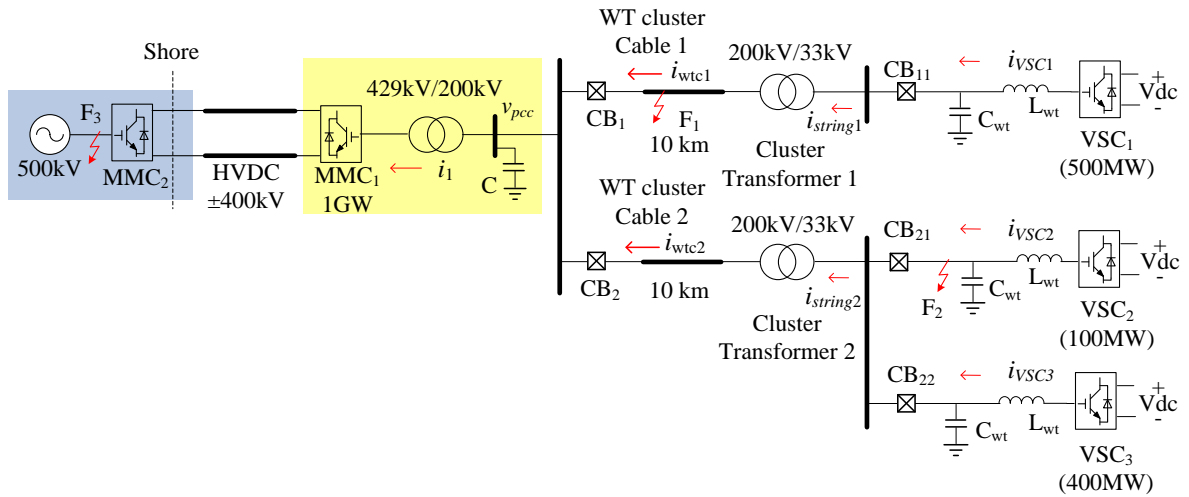 Shore
F3
500kV
MMC2
HVDC
±400kV
429kV/200kV
MMC1
1GW
i1
vpcc
C
WT cluster
Cable 1
iwtc1
CB1
F1
10 km
200kV/33kV
istring1
Cluster
Transformer 1
CB11
iVSC1
Cwt
Lwt
+
Vdc
-
VSC1
(500MW)
WT cluster
Cable 2
iwtc2
CB2
10 km
200kV/33kV
istring2
Cluster
Transformer 2
CB21
F2
iVSC2
Cwt
Lwt
+
Vdc
-
VSC2
(100MW)
CB22
iVSC3
Cwt
Lwt
+
Vdc
-
VSC3
(400MW)